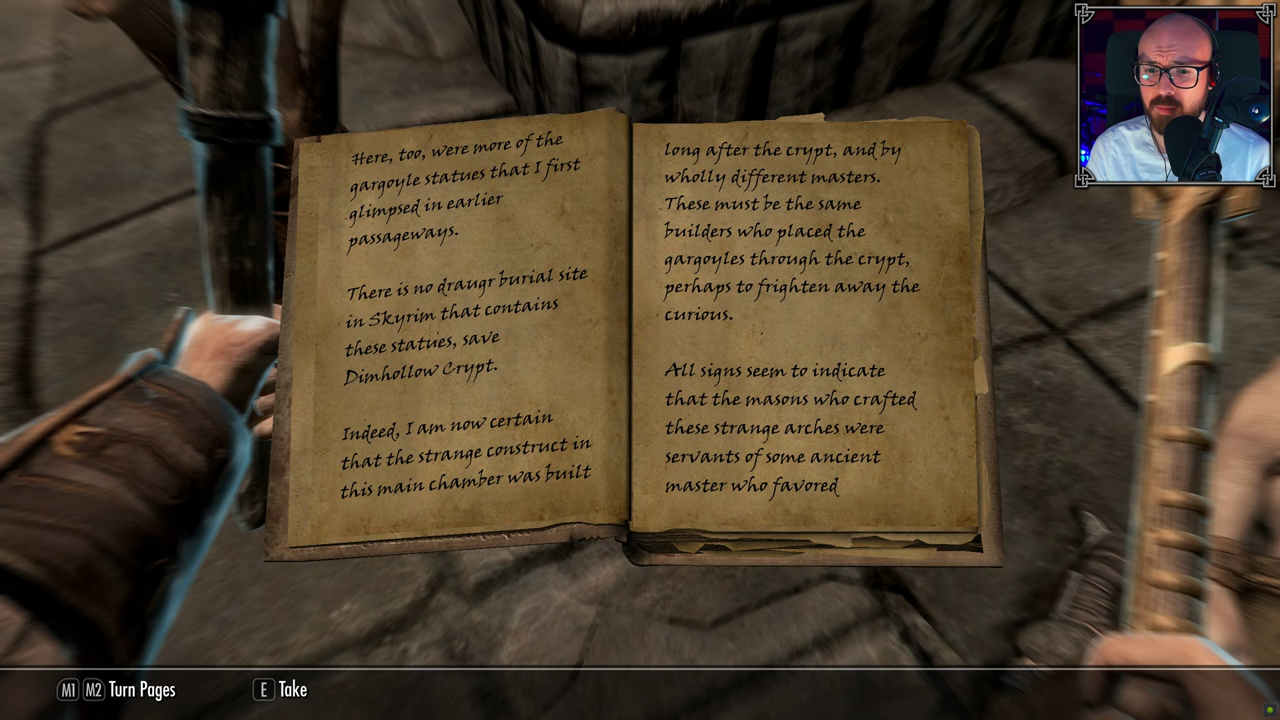 Here, too, were more of the
gargoyle statues that I first
glimpsed in earlier
passageways.
There is no draugr burial site
in Skyrim that contains
these statues, save
Dimhollow Crypt.
Indeed, I am now certain
that the strange construct in
this main chamber was built
long after the crypt, and by
wholly different masters.
These must be the same
builders who placed the
gargoyles through the crypt,
perhaps to frighten away the
curious.
All signs seem to indicate
that the masons who crafted
these strange arches were
servants of some ancient
master who favored
M1 M2 Turn Pages
E Take